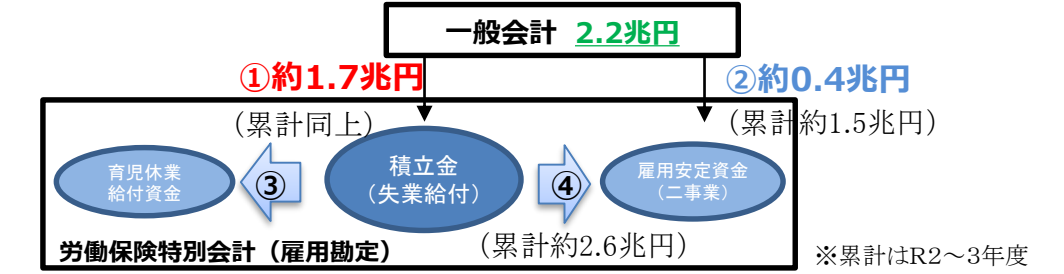 一般会計 2.2兆円
①約1.7兆円
②約0.4兆円
（累計同上）
（累計約1.5兆円）
育児休業
給付資金
③
積立金
（失業給付）
④
雇用安定資金
（二事業）
労働保険特別会計（雇用勘定）
（累計約2.6兆円）
※累計はR2～3年度